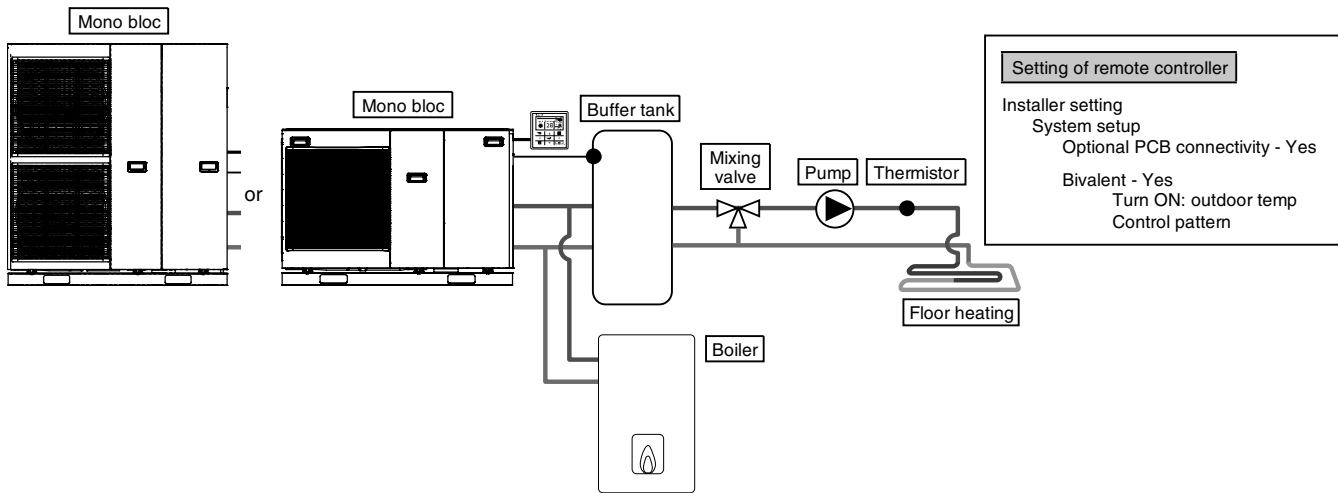 Mono bloc
or
Mono bloc
Buffer tank
Mixing
valve
Pump
Thermistor
Floor heating
Boiler
Setting of remote controller
Installer setting
System setup
Optional PCB connectivity - Yes
Bivalent - Yes
Turn ON: outdoor temp
Control pattern